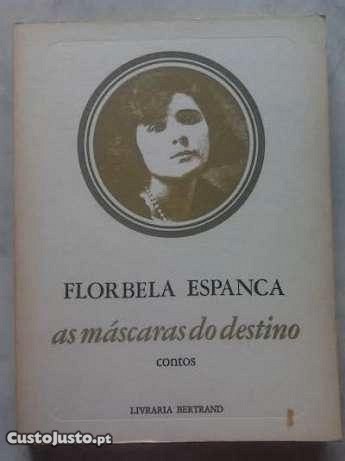 FLORBELA ESPANCA
as máscaras do destino
contos
LIVRARIA BERTRAND
CustoJusto.pt